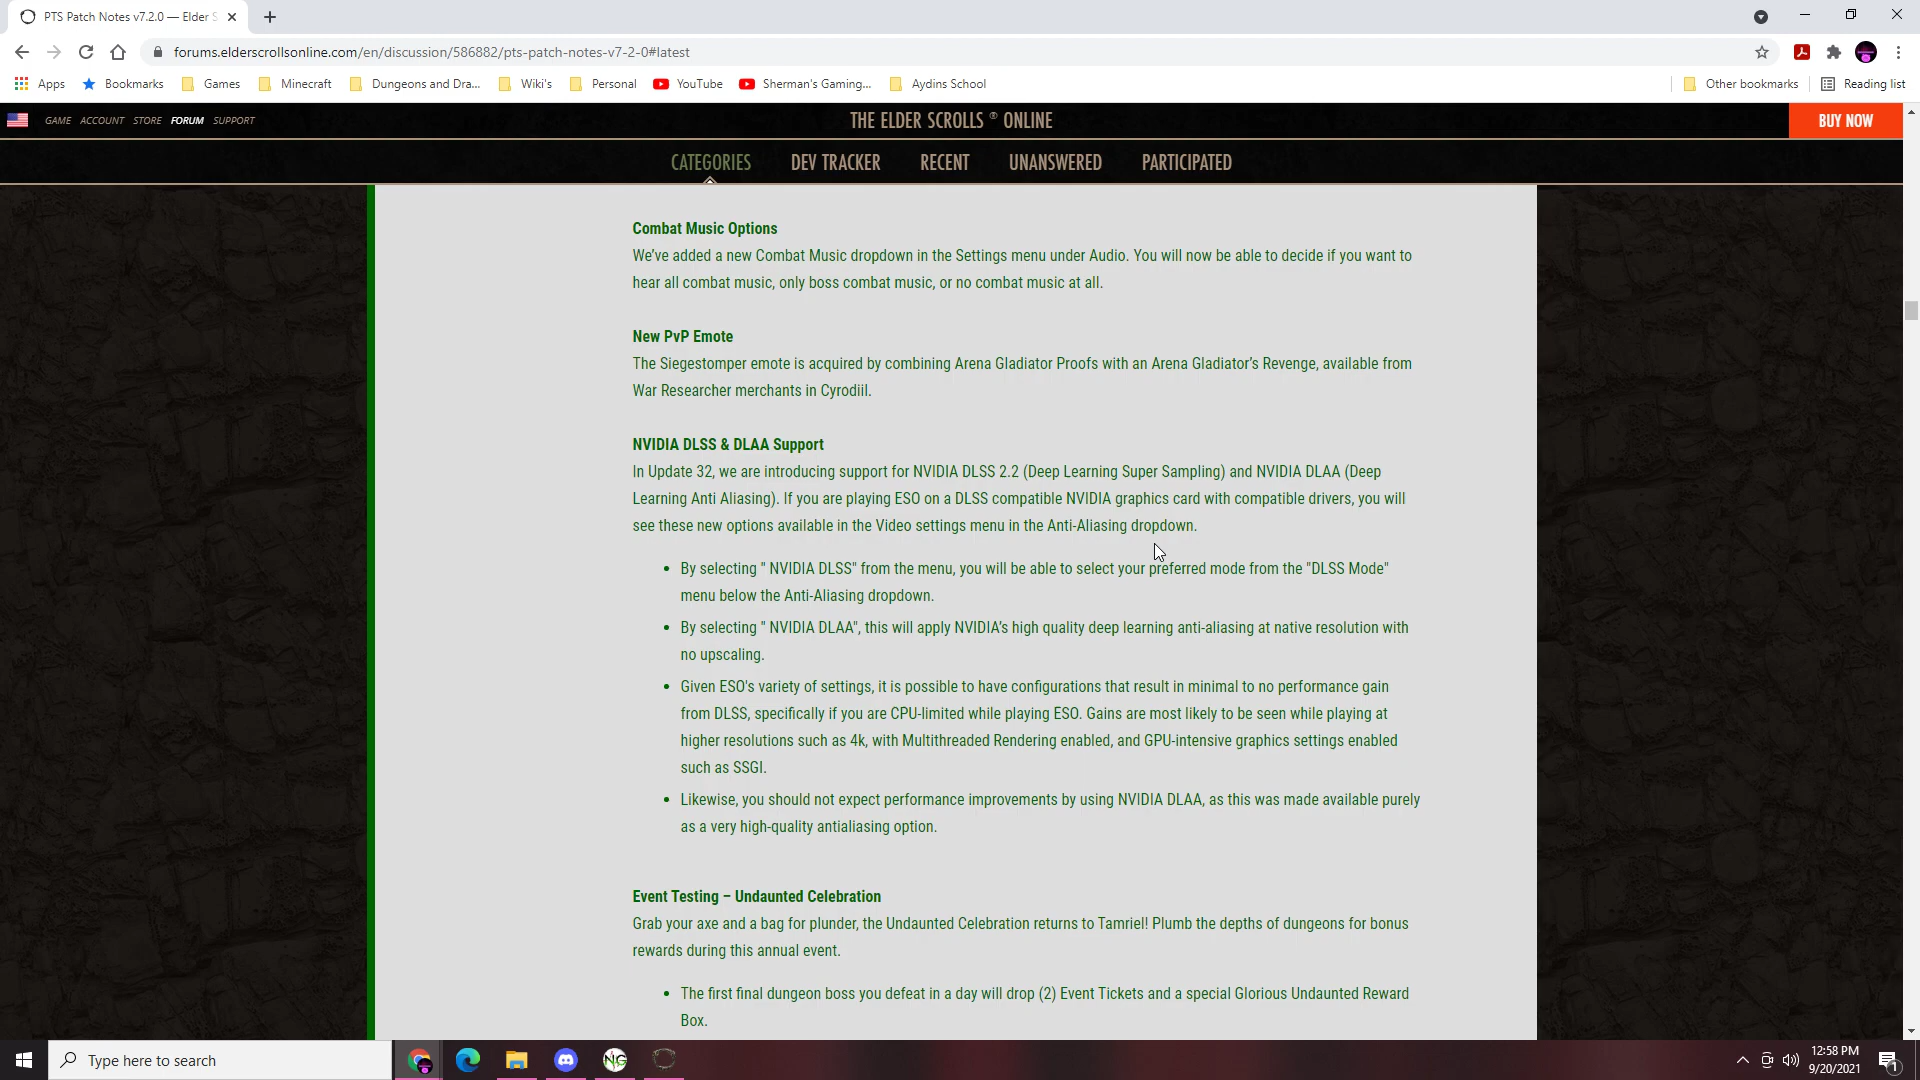 PTS Patch Notes v7.2.0 — Elder S
forums.elderscrollsonline.com/en/discussion/586882/pts-patch-notes-v7-2-0#latest
Apps Bookmarks Games Minecraft Dungeons and Dra... Wiki's Personal YouTube Sherman's Gaming... Aydins School Other bookmarks Reading list
GAME ACCOUNT STORE FORUM SUPPORT THE ELDER SCROLLS ® ONLINE BUY NOW
CATEGORIES DEV TRACKER RECENT UNANSWERED PARTICIPATED
Combat Music Options
We've added a new Combat Music dropdown in the Settings menu under Audio. You will now be able to decide if you want to
hear all combat music, only boss combat music, or no combat music at all.
New PvP Emote
The Siegestomper emote is acquired by combining Arena Gladiator Proofs with an Arena Gladiator's Revenge, available from
War Researcher merchants in Cyrodiil.
NVIDIA DLSS & DLAA Support
In Update 32, we are introducing support for NVIDIA DLSS 2.2 (Deep Learning Super Sampling) and NVIDIA DLAA (Deep
Learning Anti Aliasing). If you are playing ESO on a DLSS compatible NVIDIA graphics card with compatible drivers, you will
see these new options available in the Video settings menu in the Anti-Aliasing dropdown.
• By selecting " NVIDIA DLSS" from the menu, you will be able to select your preferred mode from the "DLSS Mode"
menu below the Anti-Aliasing dropdown.
• By selecting " NVIDIA DLAA", this will apply NVIDIA's high quality deep learning anti-aliasing at native resolution with
no upscaling.
• Given ESO's variety of settings, it is possible to have configurations that result in minimal to no performance gain
from DLSS, specifically if you are CPU-limited while playing ESO. Gains are most likely to be seen while playing at
higher resolutions such as 4k, with Multithreaded Rendering enabled, and GPU-intensive graphics settings enabled
such as SSGI.
• Likewise, you should not expect performance improvements by using NVIDIA DLAA, as this was made available purely
as a very high-quality antialiasing option.
Event Testing – Undaunted Celebration
Grab your axe and a bag for plunder, the Undaunted Celebration returns to Tamriel! Plumb the depths of dungeons for bonus
rewards during this annual event.
• The first final dungeon boss you defeat in a day will drop (2) Event Tickets and a special Glorious Undaunted Reward
Box.
Type here to search
NG
12:58 PM
9/20/2021
1